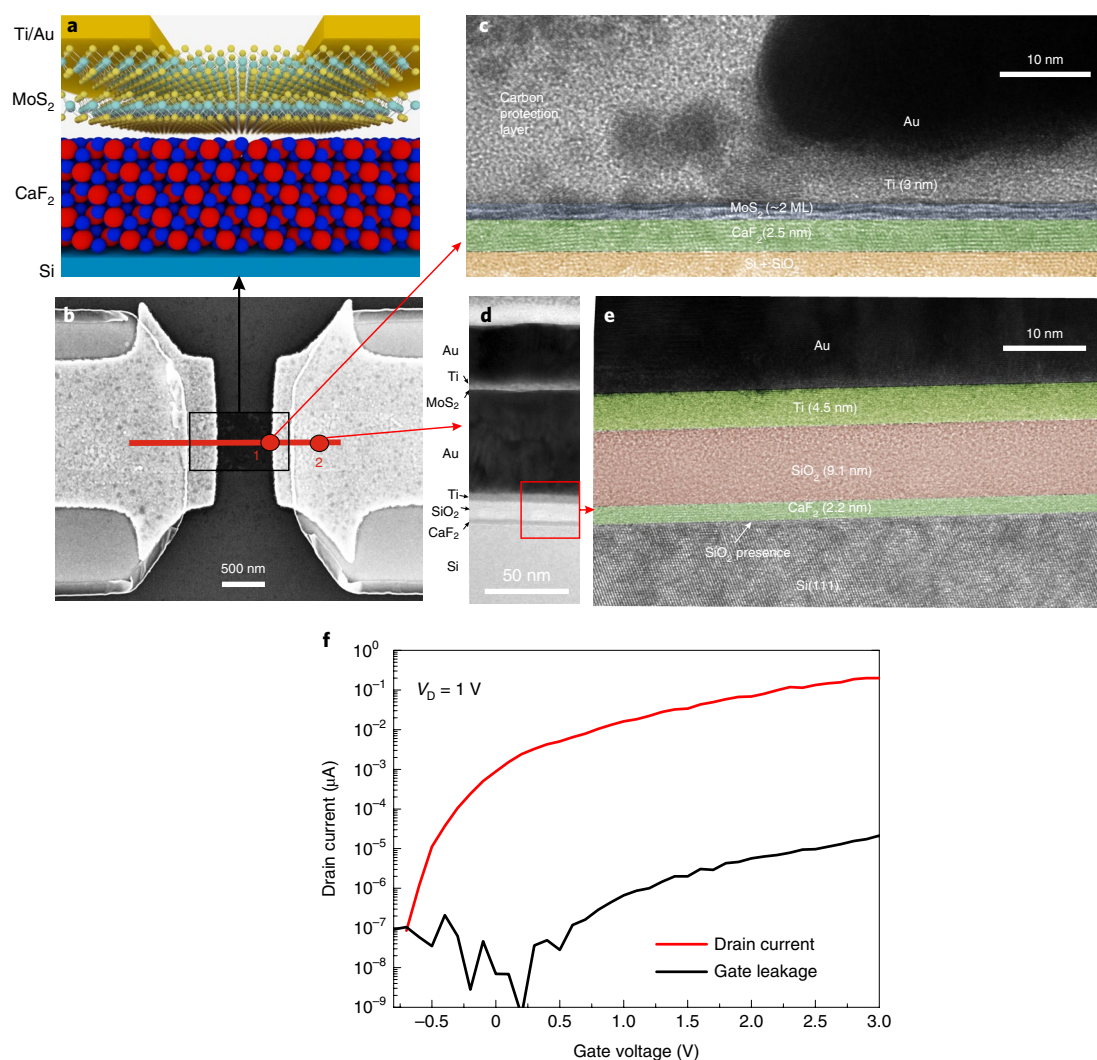 a
Ti/Au
MoS₂
CaF₂
Si
c
10 nm
Carbon
protection
layer
Au
Ti (3 nm)
MoS₂ (~2 ML)
CaF₂ (2.5 nm)
Si + SiO₂
b
1
2
500 nm
d
Au
Ti
MoS₂
Au
Ti
SiO₂
CaF₂
Si
50 nm
e
10 nm
Au
Ti (4.5 nm)
SiO₂ (9.1 nm)
CaF₂ (2.2 nm)
SiO₂ presence
Si(111)
f
V_D = 1 V
10⁰
10⁻¹
10⁻²
10⁻³
10⁻⁴
10⁻⁵
10⁻⁶
10⁻⁷
10⁻⁸
10⁻⁹
Drain current (μA)
Drain current
Gate leakage
−0.5 0 0.5 1.0 1.5 2.0 2.5 3.0
Gate voltage (V)